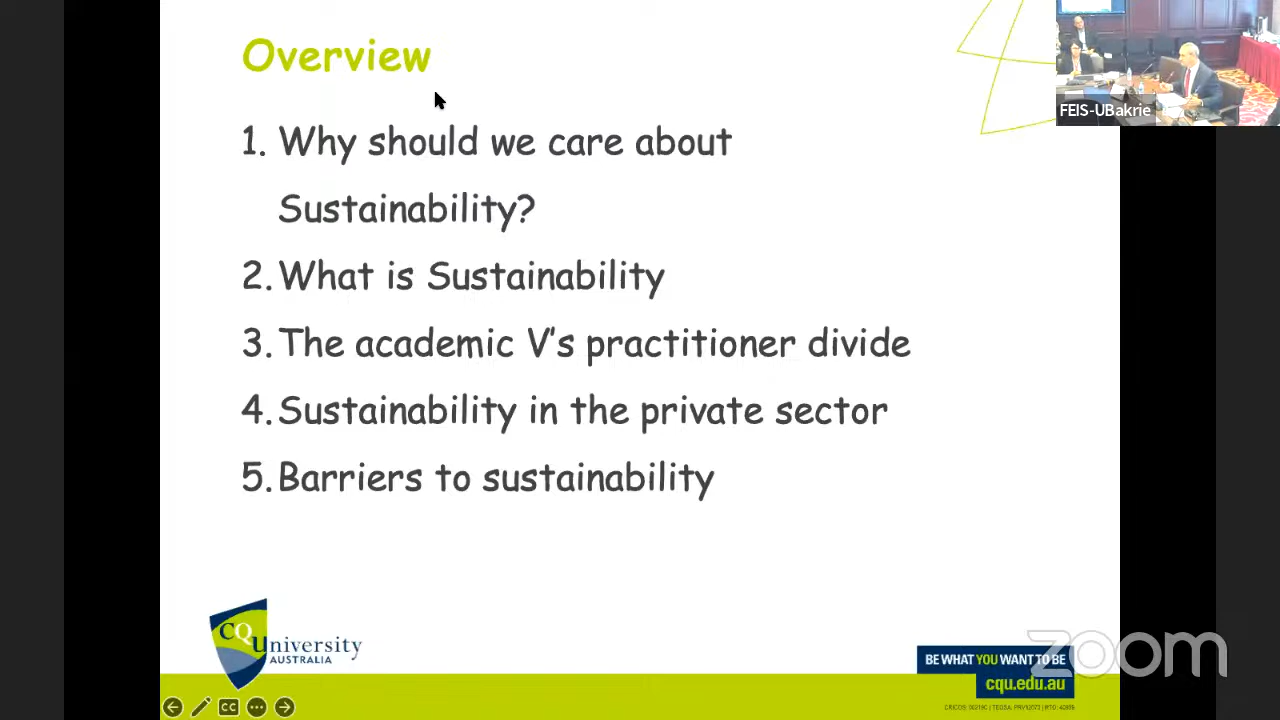 Overview
FEIS-UBakrie
1. Why should we care about
Sustainability?
2. What is Sustainability
3. The academic V's practitioner divide
4. Sustainability in the private sector
5. Barriers to sustainability
CQUniversity
AUSTRALIA
BE WHAT YOU WANT TO BE
cqu.edu.au
zoom
CC